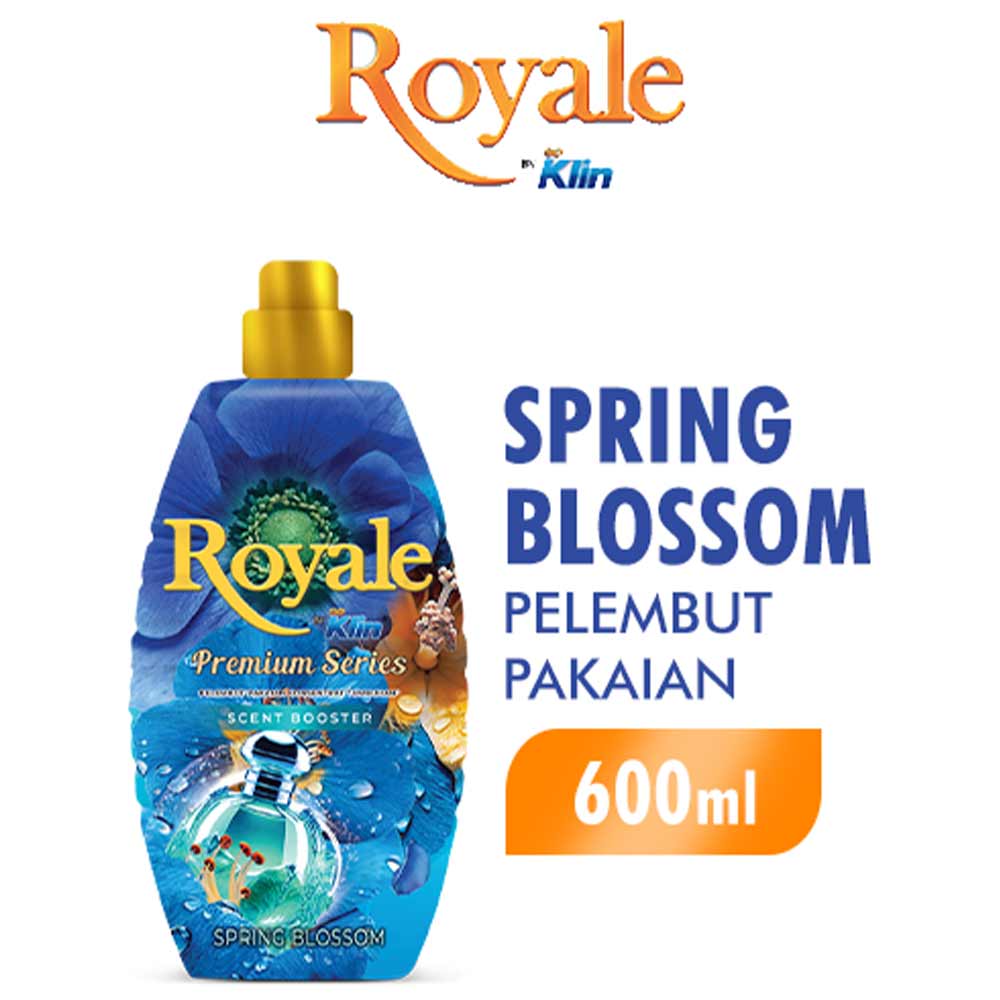 Royale
BY Klin
SPRING
BLOSSOM
PELEMBUT
PAKAIAN
600ml
Royale
by Klin
Premium Series
SCENT BOOSTER
SPRING BLOSSOM